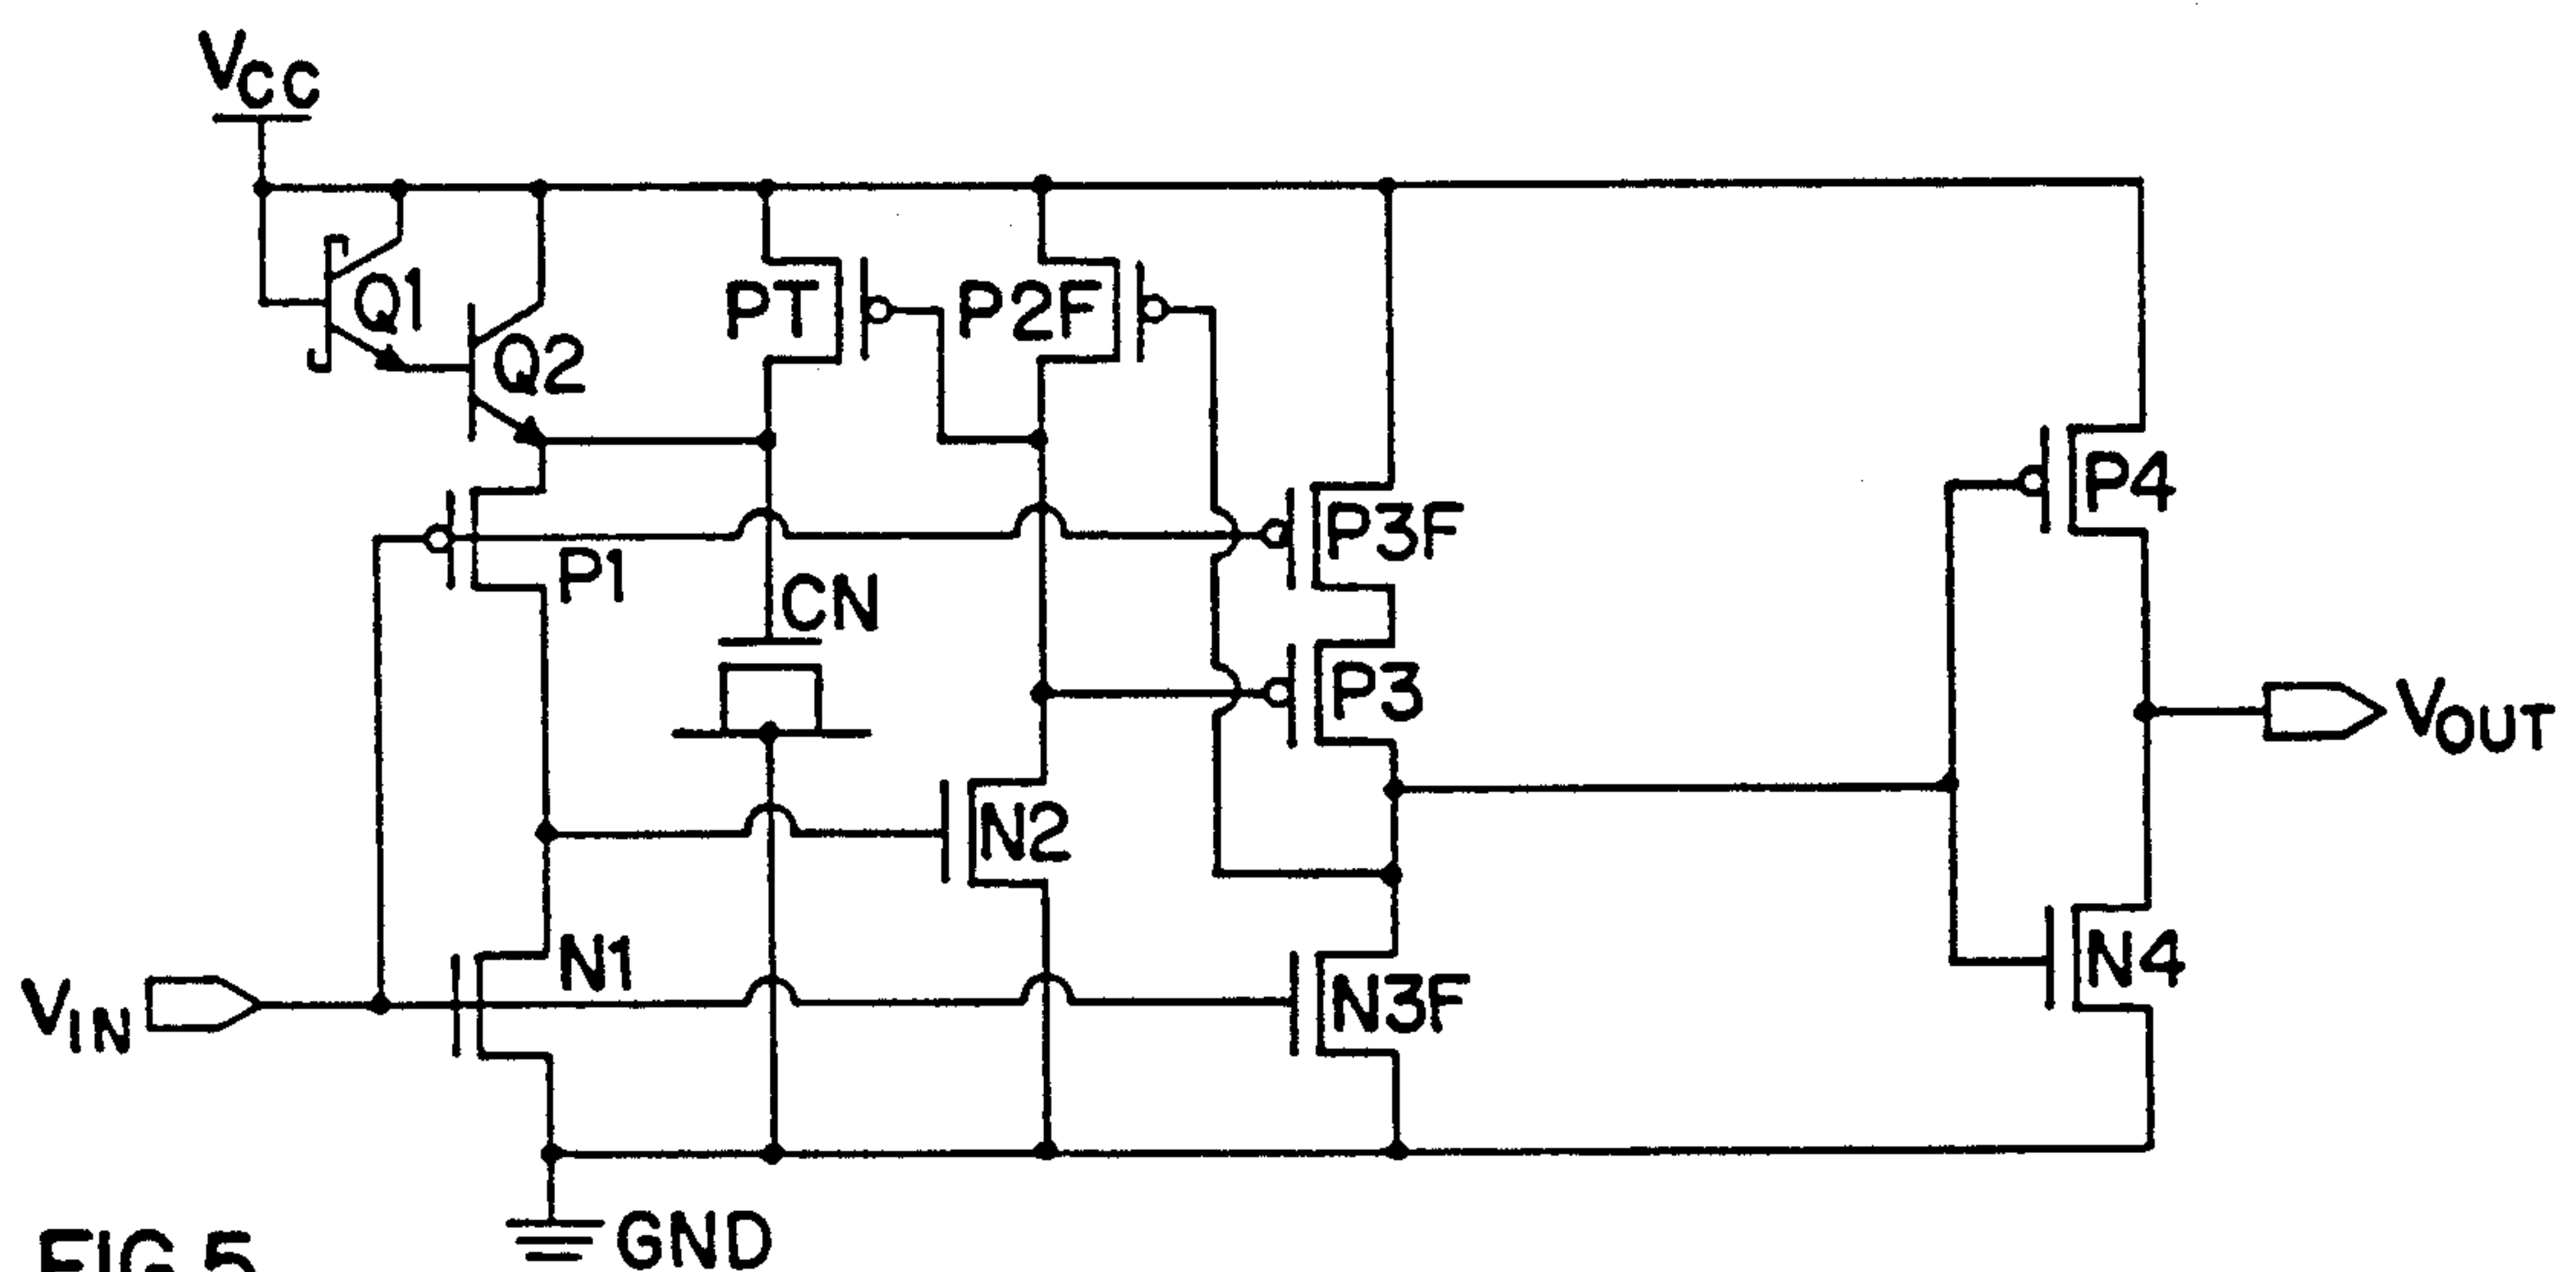 VCC
Q1
Q2
PT
P2F
P1
P3F
P4
CN
P3
VOUT
N2
N1
N3F
N4
VIN
GND
FIG.5